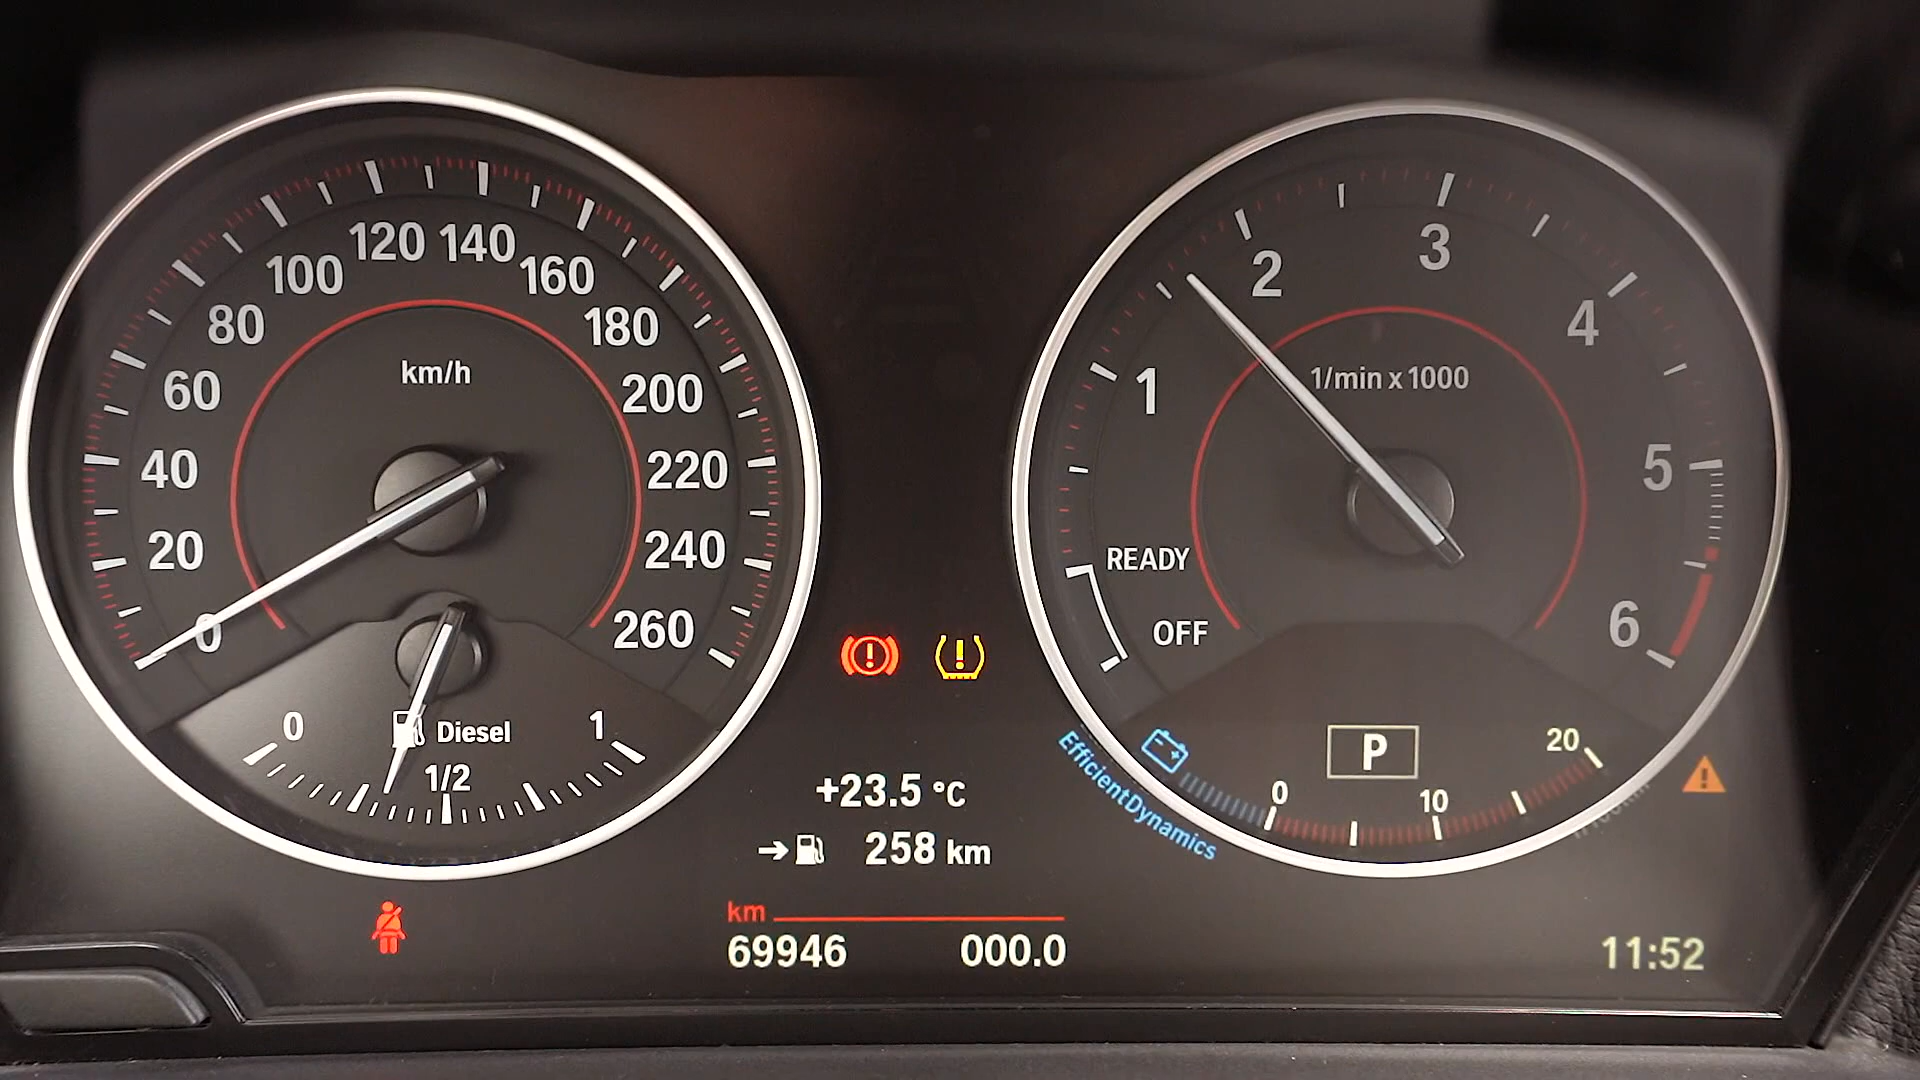 120 140
100 160
80 180
km/h
60 200
40 220
20 240
0 260
0 Diesel 1
1/2
3
2
4
1/min x 1000
1
5
READY
OFF
6
P
20
0 10
EfficientDynamics
+23.5 °C
258 km
km
69946 000.0
11:52